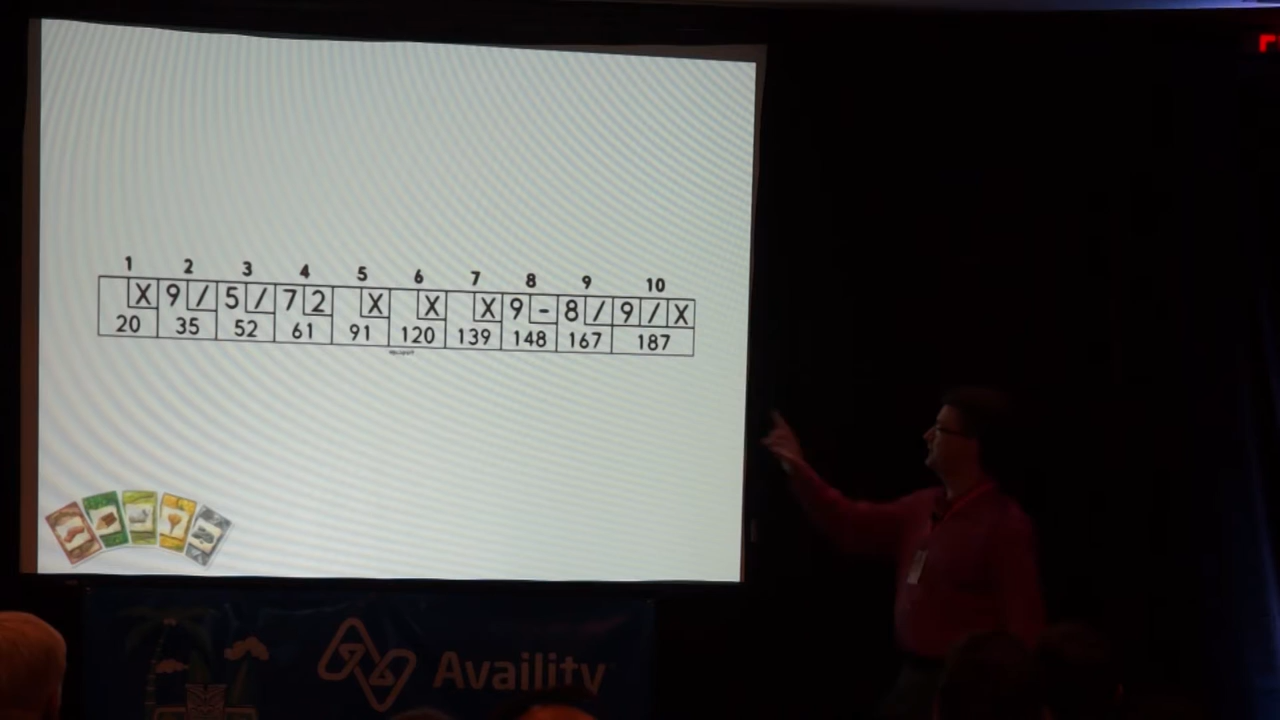 1 2 3 4 5 6 7 8 9 10
X 9 / 5 / 7 2 X X X 9 - 8 / 9 / X
20 35 52 61 91 120 139 148 167 187
Availity